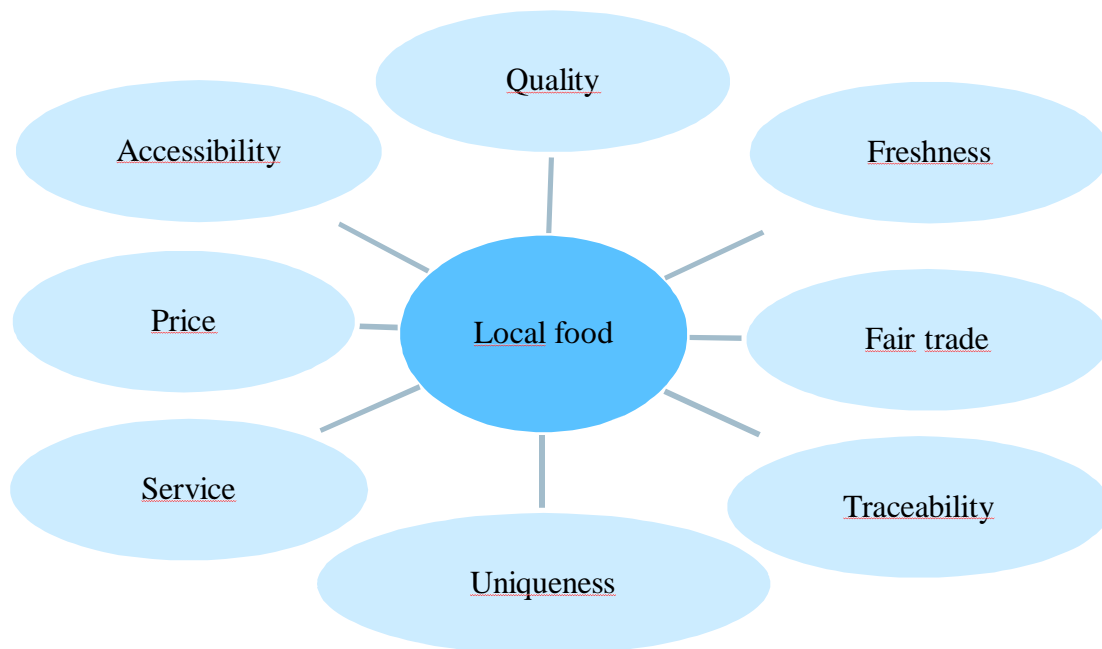 Quality
Accessibility
Freshness
Price
Local food
Fair trade
Service
Traceability
Uniqueness